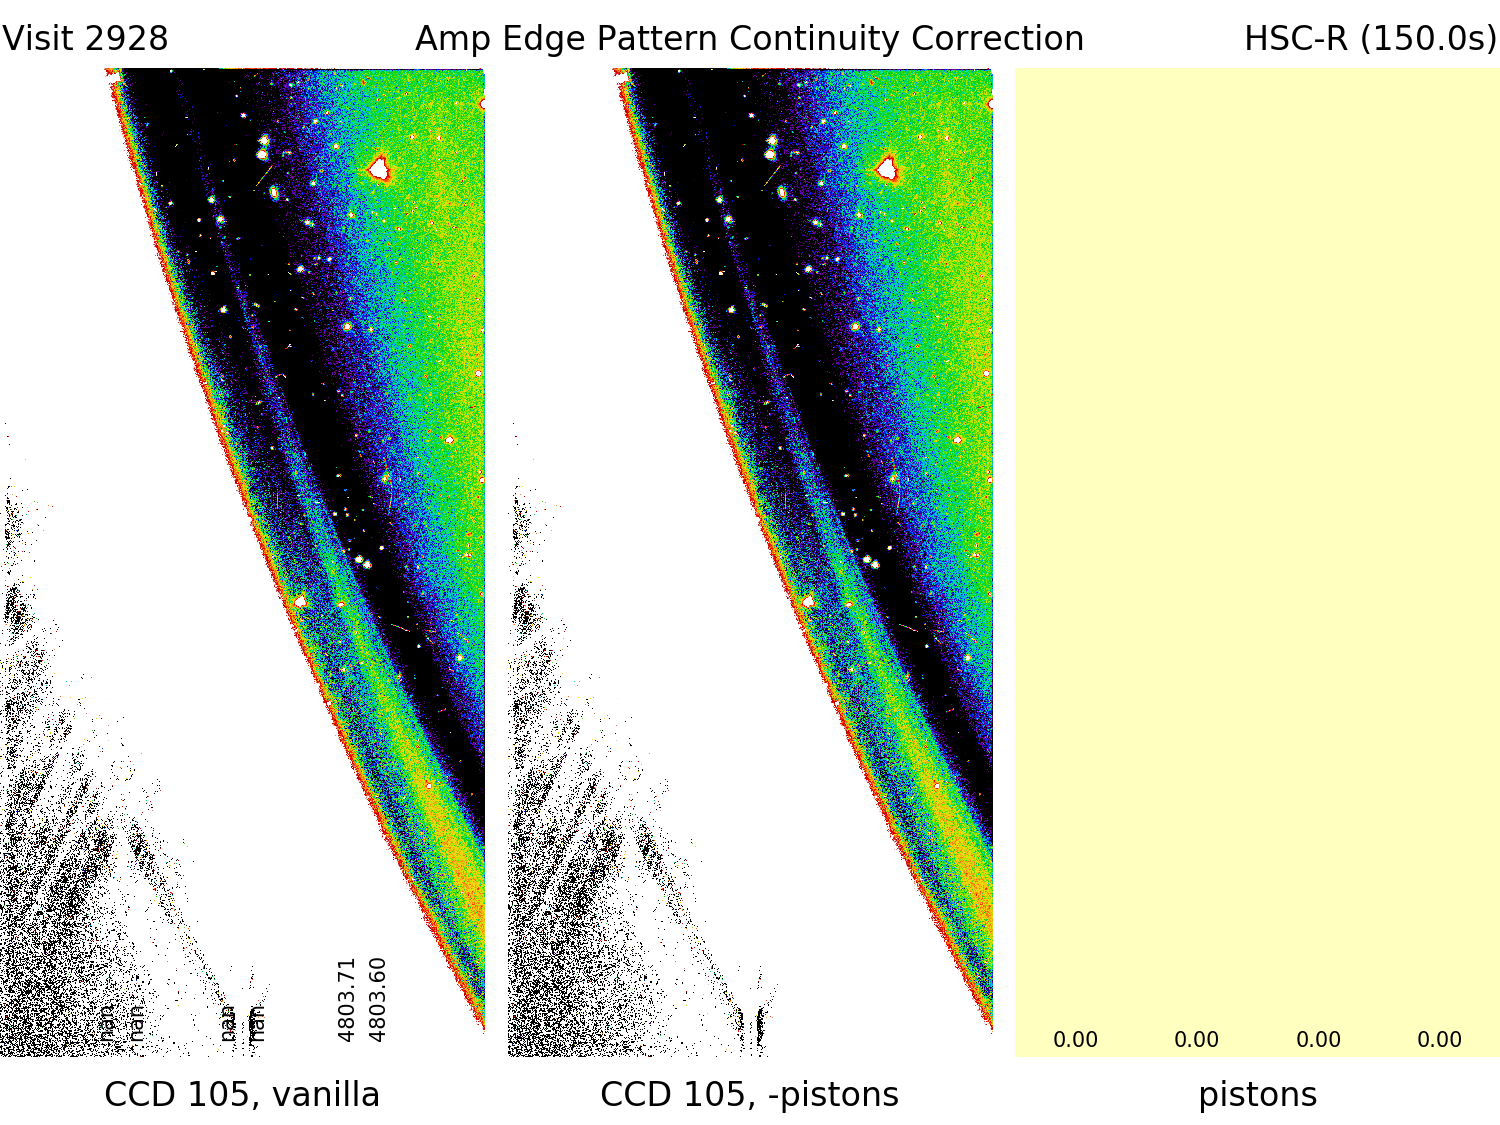 Visit 2928 Amp Edge Pattern Continuity Correction HSC-R (150.0s)
nan nan nan nan 4803.71 4803.60
0.00 0.00 0.00 0.00
CCD 105, vanilla CCD 105, -pistons pistons